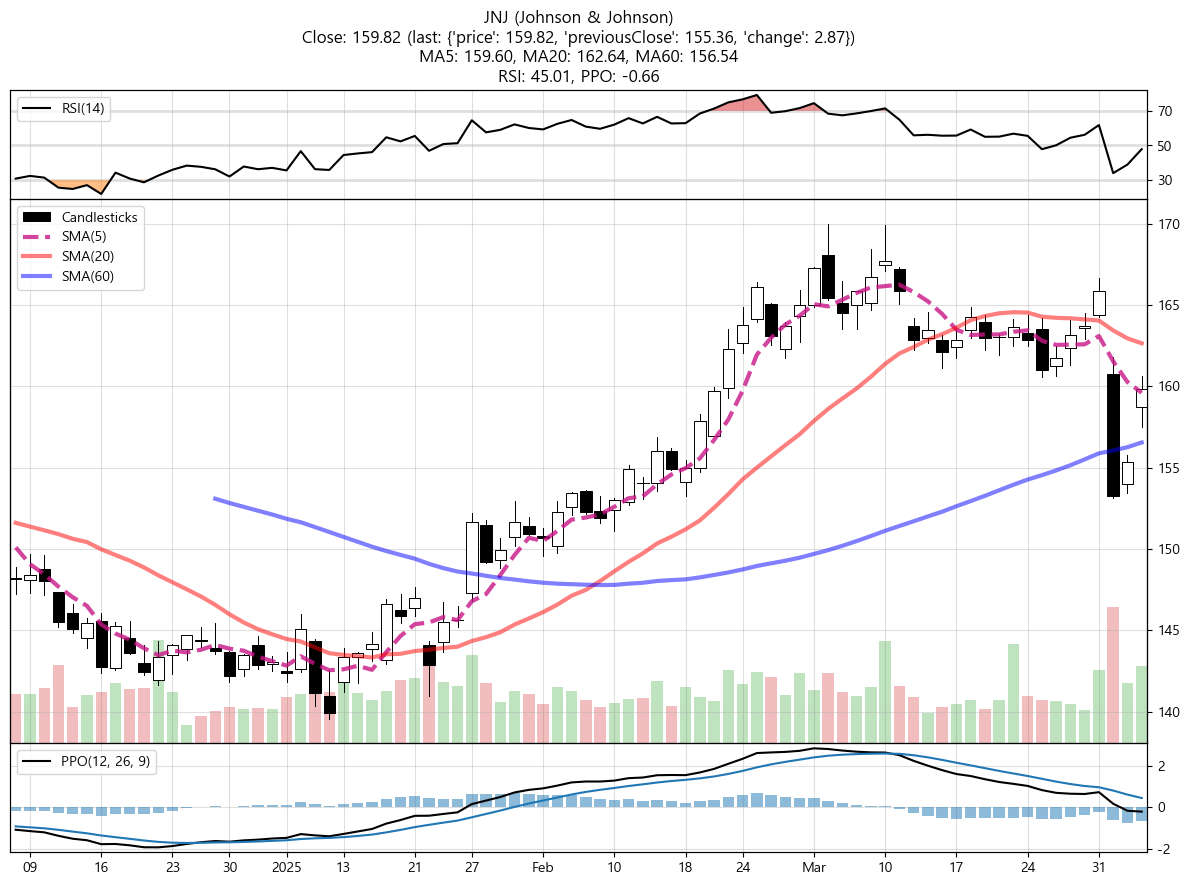 JNJ (Johnson & Johnson)
Close: 159.82 (last: {'price': 159.82, 'previousClose': 155.36, 'change': 2.87})
MA5: 159.60, MA20: 162.64, MA60: 156.54
RSI: 45.01, PPO: -0.66
RSI(14)
70
50
30
Candlesticks
SMA(5)
SMA(20)
SMA(60)
170
165
160
155
150
145
140
PPO(12, 26, 9)
2
0
-2
09 16 23 30 2025 13 21 27 Feb 10 18 24 Mar 10 17 24 31